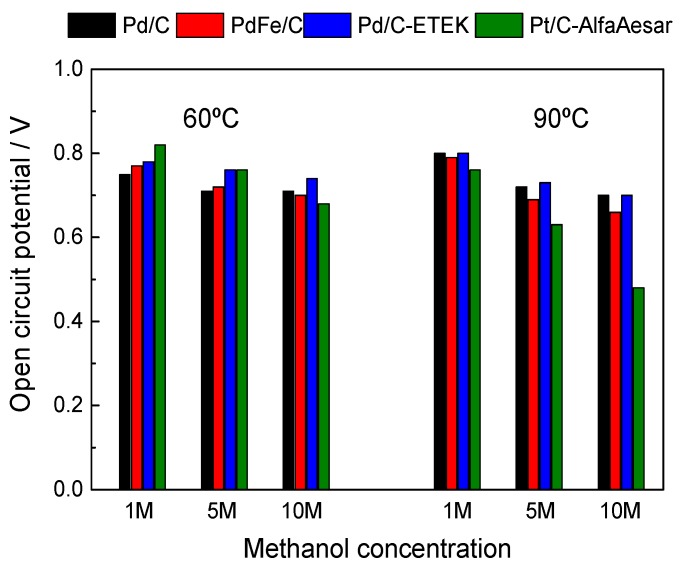 Pd/C PdFe/C Pd/C-ETEK Pt/C-AlfaAesar
1.0
60ºC 90ºC
0.8
0.6
0.4
0.2
0.0
Open circuit potential / V
1M 5M 10M 1M 5M 10M
Methanol concentration